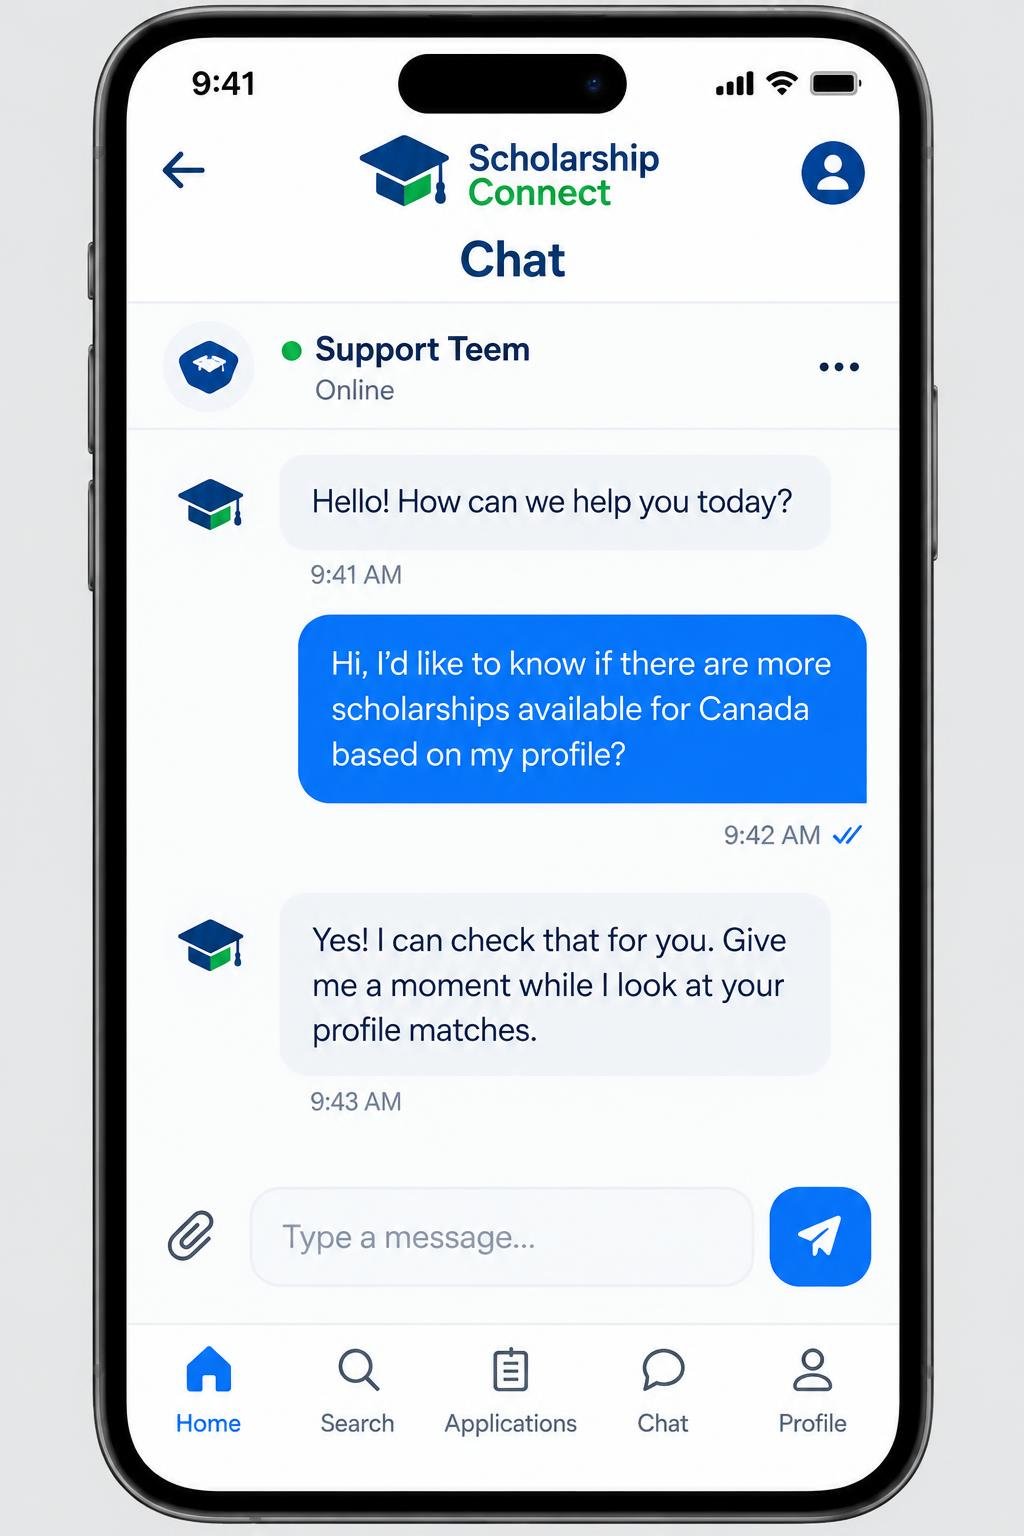 9:41
Scholarship
Connect
Chat
Support Teem
Online
Hello! How can we help you today?
9:41 AM
Hi, I’d like to know if there are more
scholarships available for Canada
based on my profile?
9:42 AM
Yes! I can check that for you. Give
me a moment while I look at your
profile matches.
9:43 AM
Type a message...
Home
Search
Applications
Chat
Profile